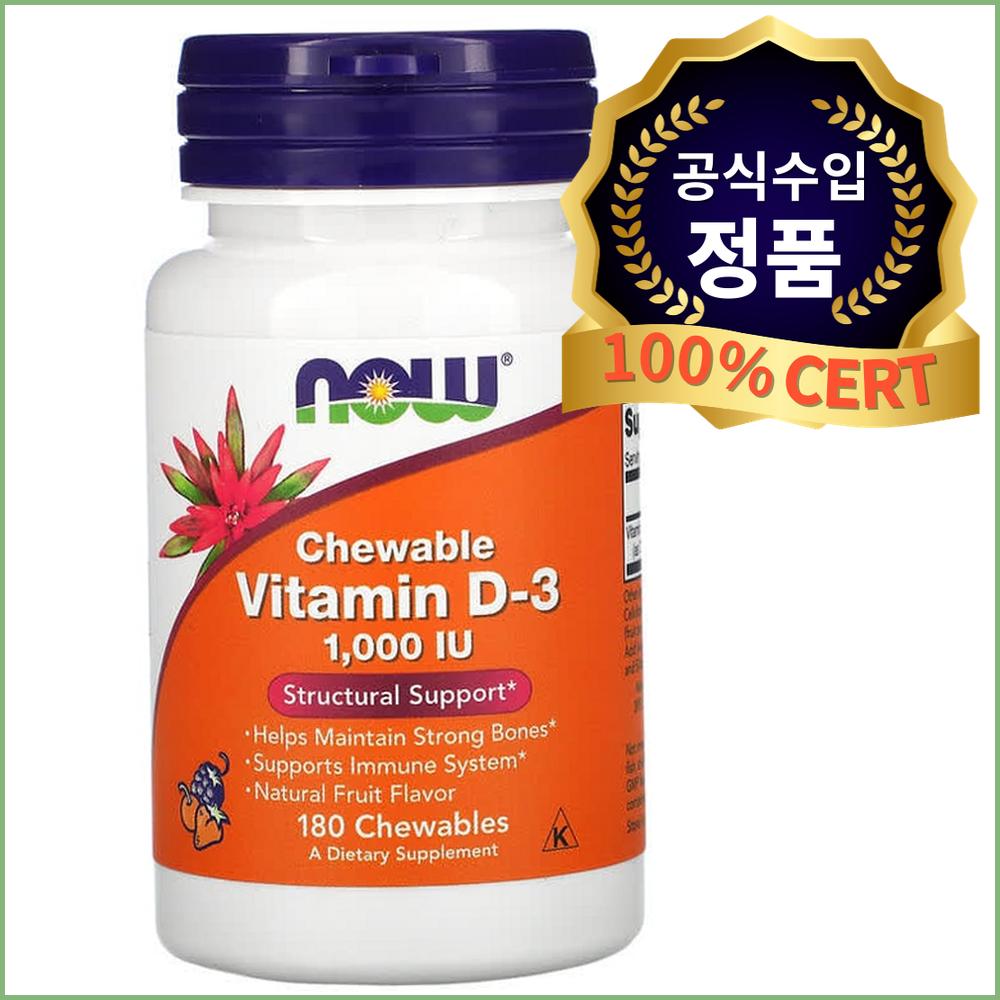 now®
Chewable
Vitamin D-3
1,000 IU
Structural Support*
·Helps Maintain Strong Bones*
·Supports Immune System*
·Natural Fruit Flavor
180 Chewables
A Dietary Supplement
K
공식수입
정품
100% CERT